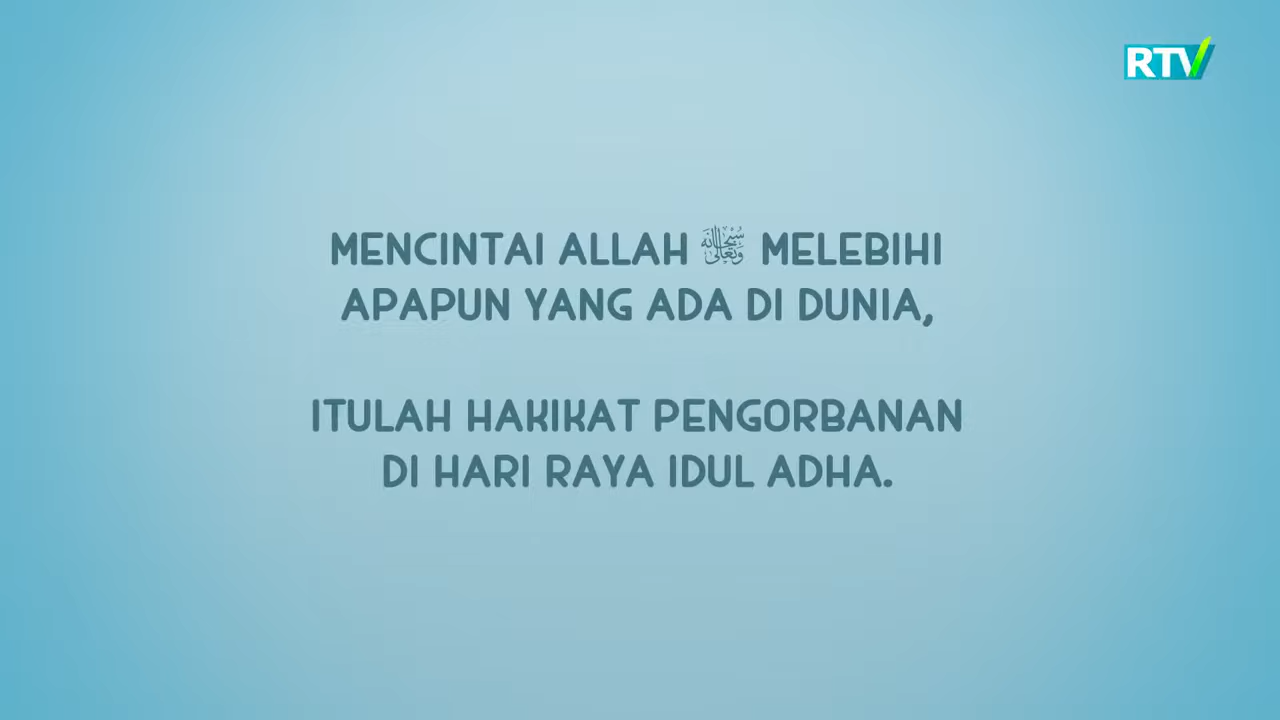 RTV
MENCINTAI ALLAH سُبْحَانَهُ وَتَعَالَى MELEBIHI
APAPUN YANG ADA DI DUNIA,
ITULAH HAKIKAT PENGORBANAN
DI HARI RAYA IDUL ADHA.